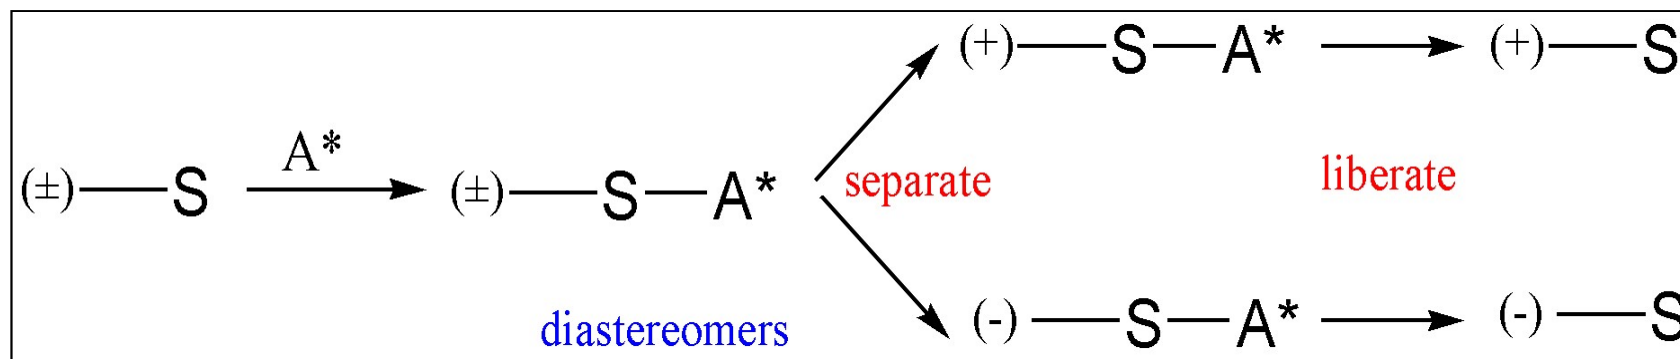 (+)—S—A* (+)—S
A*
(±)—S (±)—S—A* separate liberate
diastereomers (-)—S—A* (-)—S